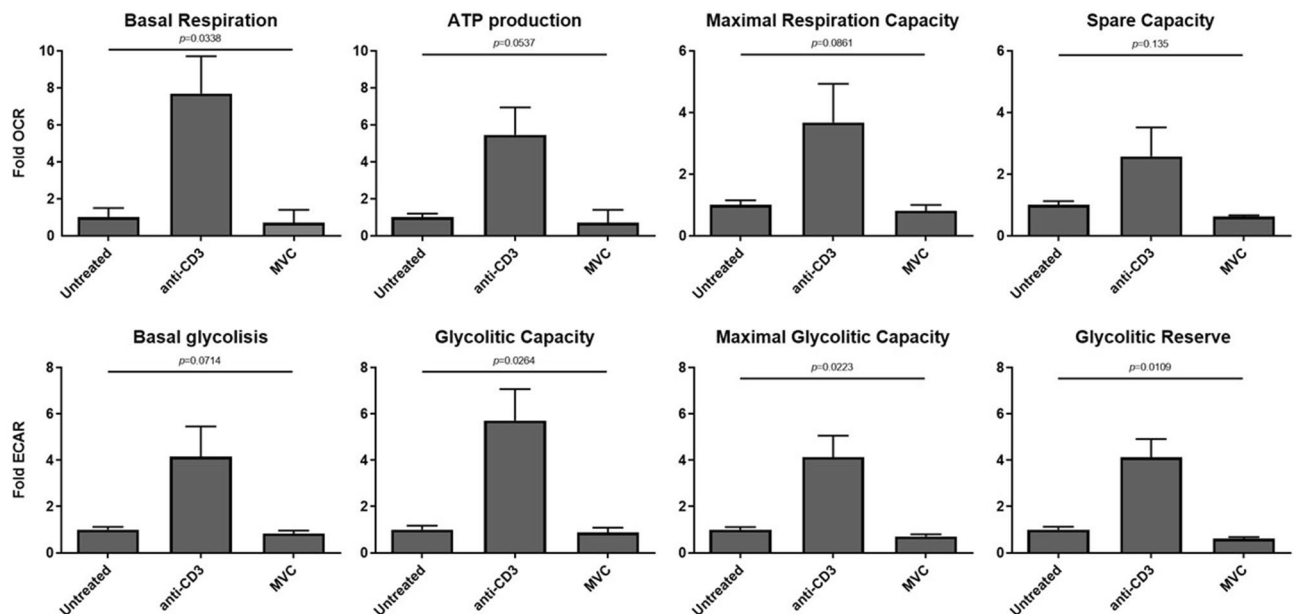 Basal Respiration
p=0.0338
Fold OCR
10
8
6
4
2
0
Untreated
anti-CD3
MVC
ATP production
p=0.0537
10
8
6
4
2
0
Untreated
anti-CD3
MVC
Maximal Respiration Capacity
p=0.0861
6
4
2
0
Untreated
anti-CD3
MVC
Spare Capacity
p=0.135
6
4
2
0
Untreated
anti-CD3
MVC
Basal glycolisis
p=0.0714
Fold ECAR
8
6
4
2
0
Untreated
anti-CD3
MVC
Glycolitic Capacity
p=0.0264
8
6
4
2
0
Untreated
anti-CD3
MVC
Maximal Glycolitic Capacity
p=0.0223
8
6
4
2
0
Untreated
anti-CD3
MVC
Glycolitic Reserve
p=0.0109
8
6
4
2
0
Untreated
anti-CD3
MVC